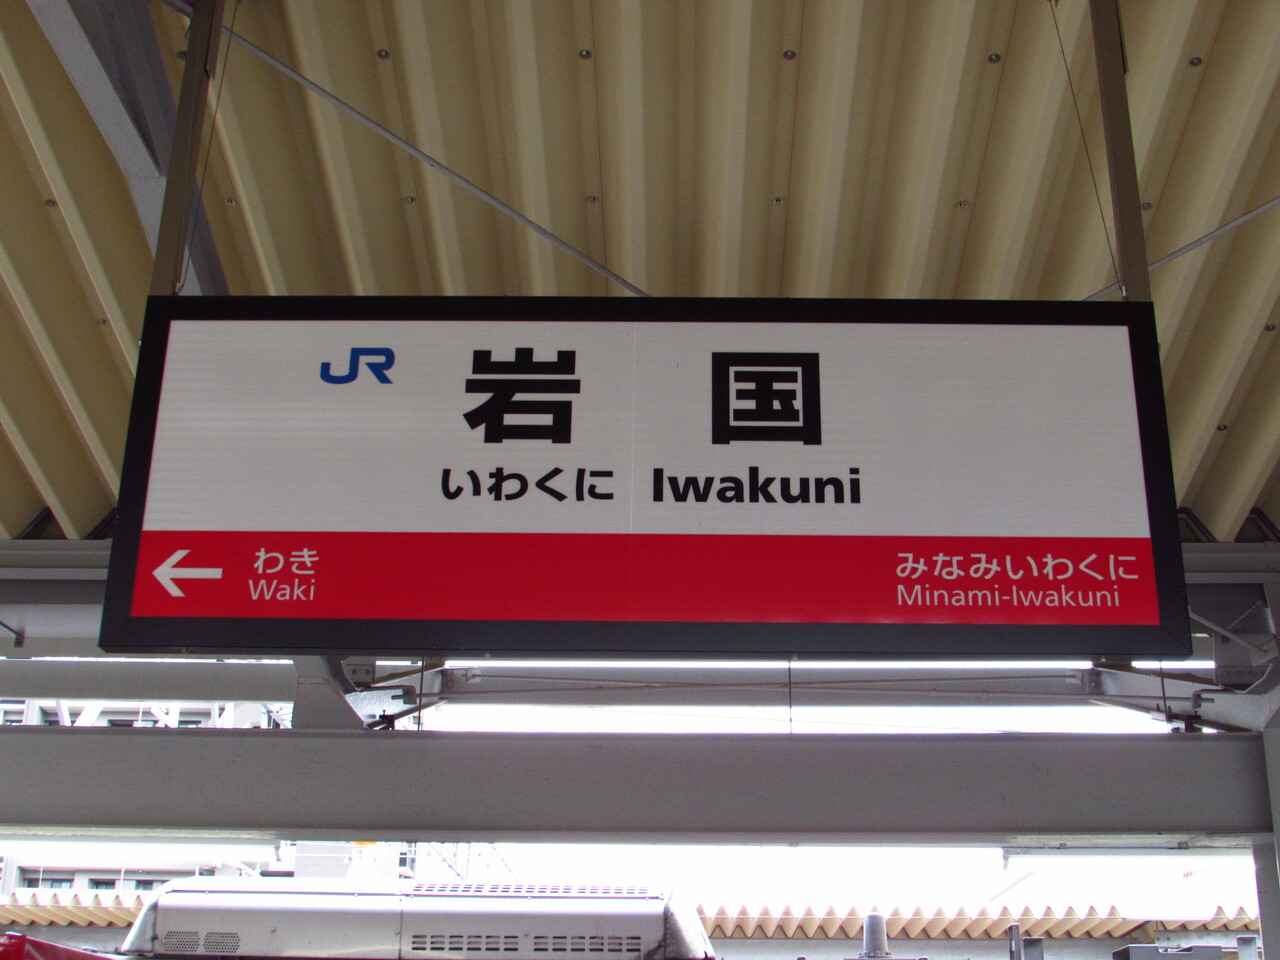 JR 岩国
いわくに Iwakuni
← わき
Waki
みなみいわくに
Minami-Iwakuni